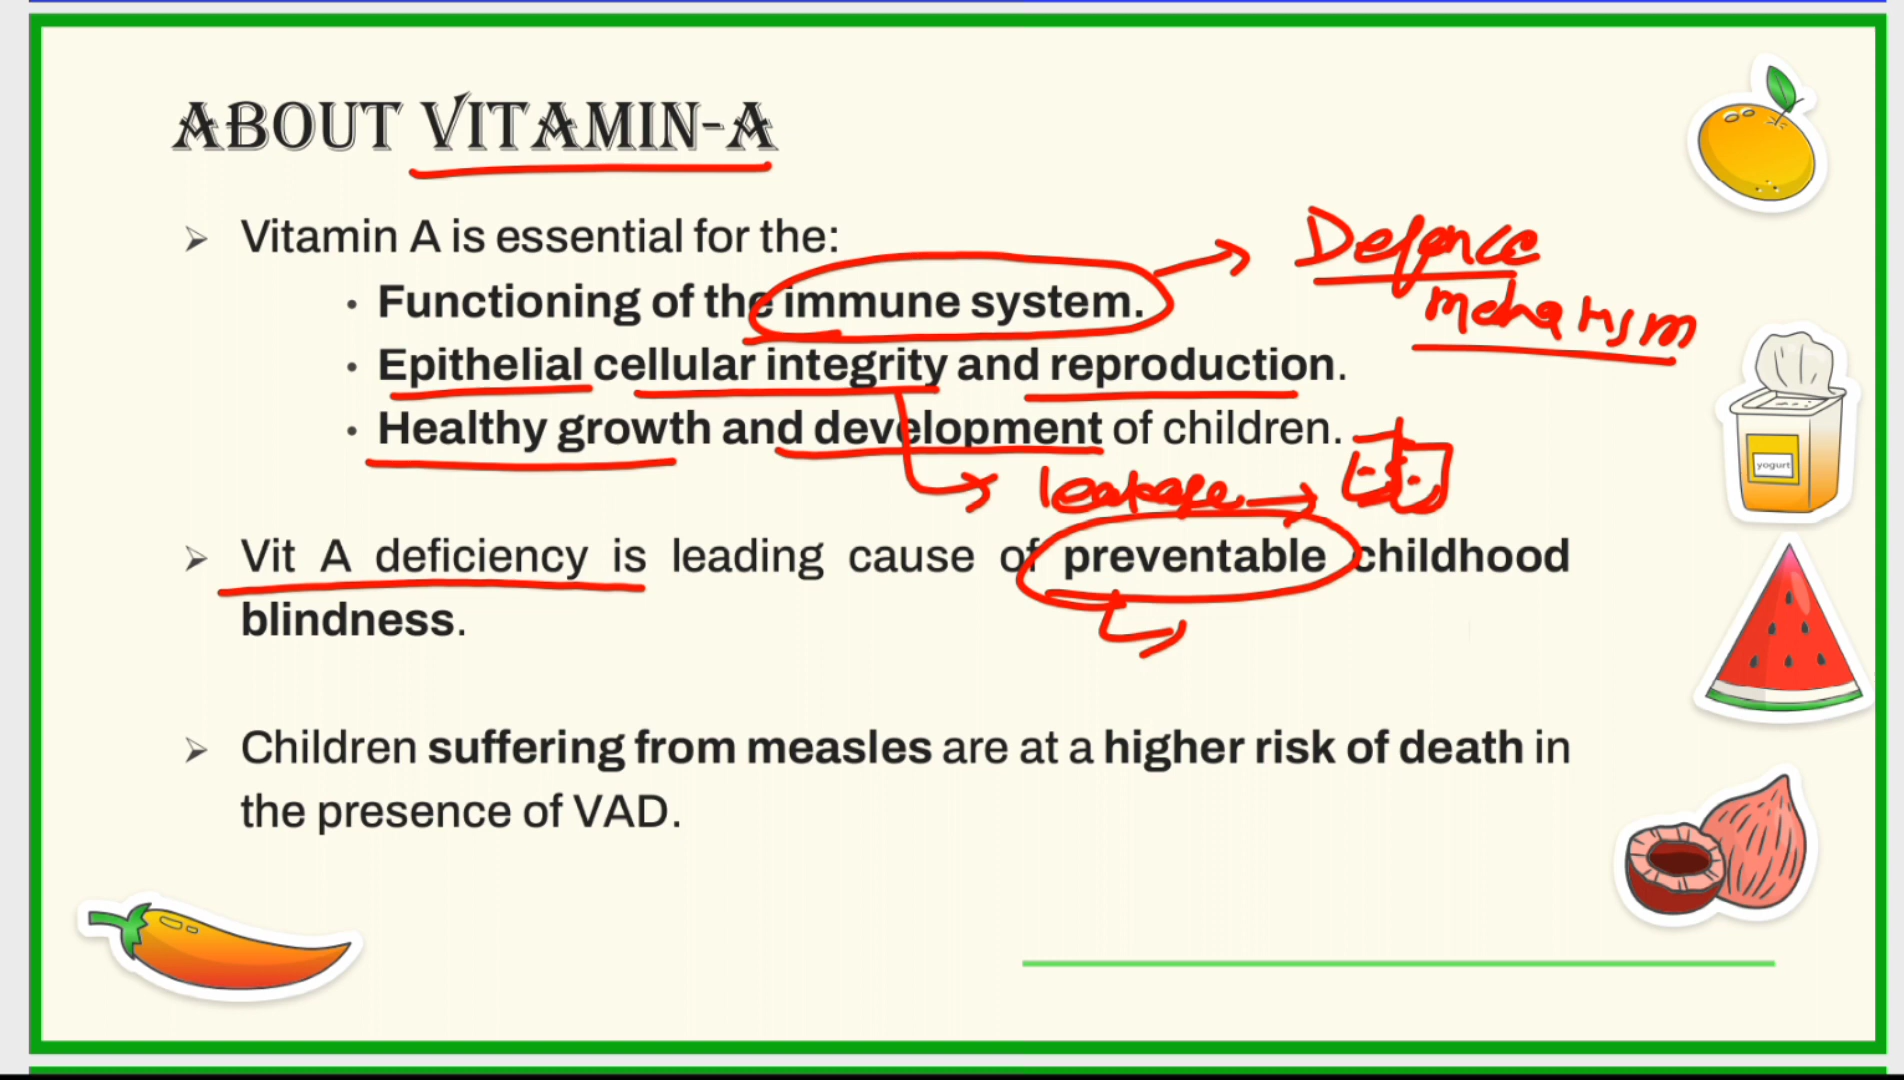 ABOUT VITAMIN-A
Vitamin A is essential for the:
Functioning of the immune system.
Defence
Epithelial cellular integrity and reproduction.
Healthy growth and development of children.
leakage
Vit A deficiency is leading cause of preventable childhood
blindness.
Children suffering from measles are at a higher risk of death in
the presence of VAD.
yogurt